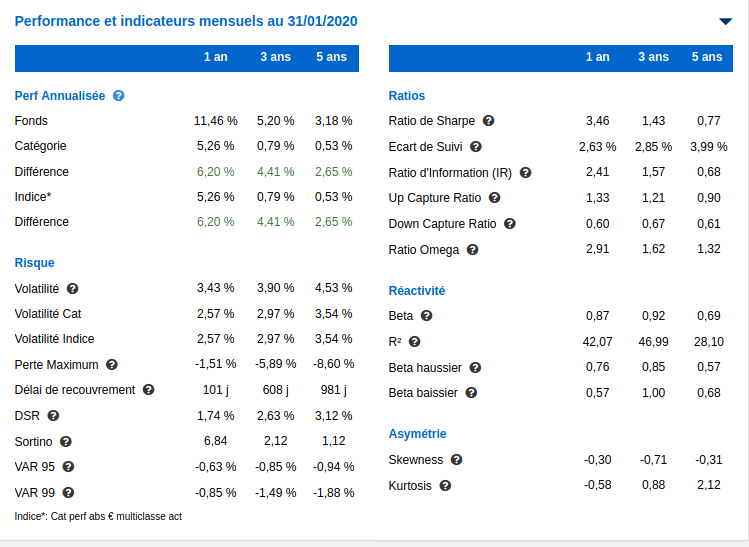 Performance et indicateurs mensuels au 31/01/2020
1 an 3 ans 5 ans
Perf Annualisée ?
Fonds 11,46 % 5,20 % 3,18 %
Catégorie 5,26 % 0,79 % 0,53 %
Différence 6,20 % 4,41 % 2,65 %
Indice* 5,26 % 0,79 % 0,53 %
Différence 6,20 % 4,41 % 2,65 %
Risque
Volatilité ? 3,43 % 3,90 % 4,53 %
Volatilité Cat 2,57 % 2,97 % 3,54 %
Volatilité Indice 2,57 % 2,97 % 3,54 %
Perte Maximum ? -1,51 % -5,89 % -8,60 %
Délai de recouvrement ? 101 j 608 j 981 j
DSR ? 1,74 % 2,63 % 3,12 %
Sortino ? 6,84 2,12 1,12
VAR 95 ? -0,63 % -0,85 % -0,94 %
VAR 99 ? -0,85 % -1,49 % -1,88 %
Indice*: Cat perf abs € multiclasse act
1 an 3 ans 5 ans
Ratios
Ratio de Sharpe ? 3,46 1,43 0,77
Ecart de Suivi ? 2,63 % 2,85 % 3,99 %
Ratio d'Information (IR) ? 2,41 1,57 0,68
Up Capture Ratio ? 1,33 1,21 0,90
Down Capture Ratio ? 0,60 0,67 0,61
Ratio Omega ? 2,91 1,62 1,32
Réactivité
Beta ? 0,87 0,92 0,69
R² ? 42,07 46,99 28,10
Beta haussier ? 0,76 0,85 0,57
Beta baissier ? 0,57 1,00 0,68
Asymétrie
Skewness ? -0,30 -0,71 -0,31
Kurtosis ? -0,58 0,88 2,12